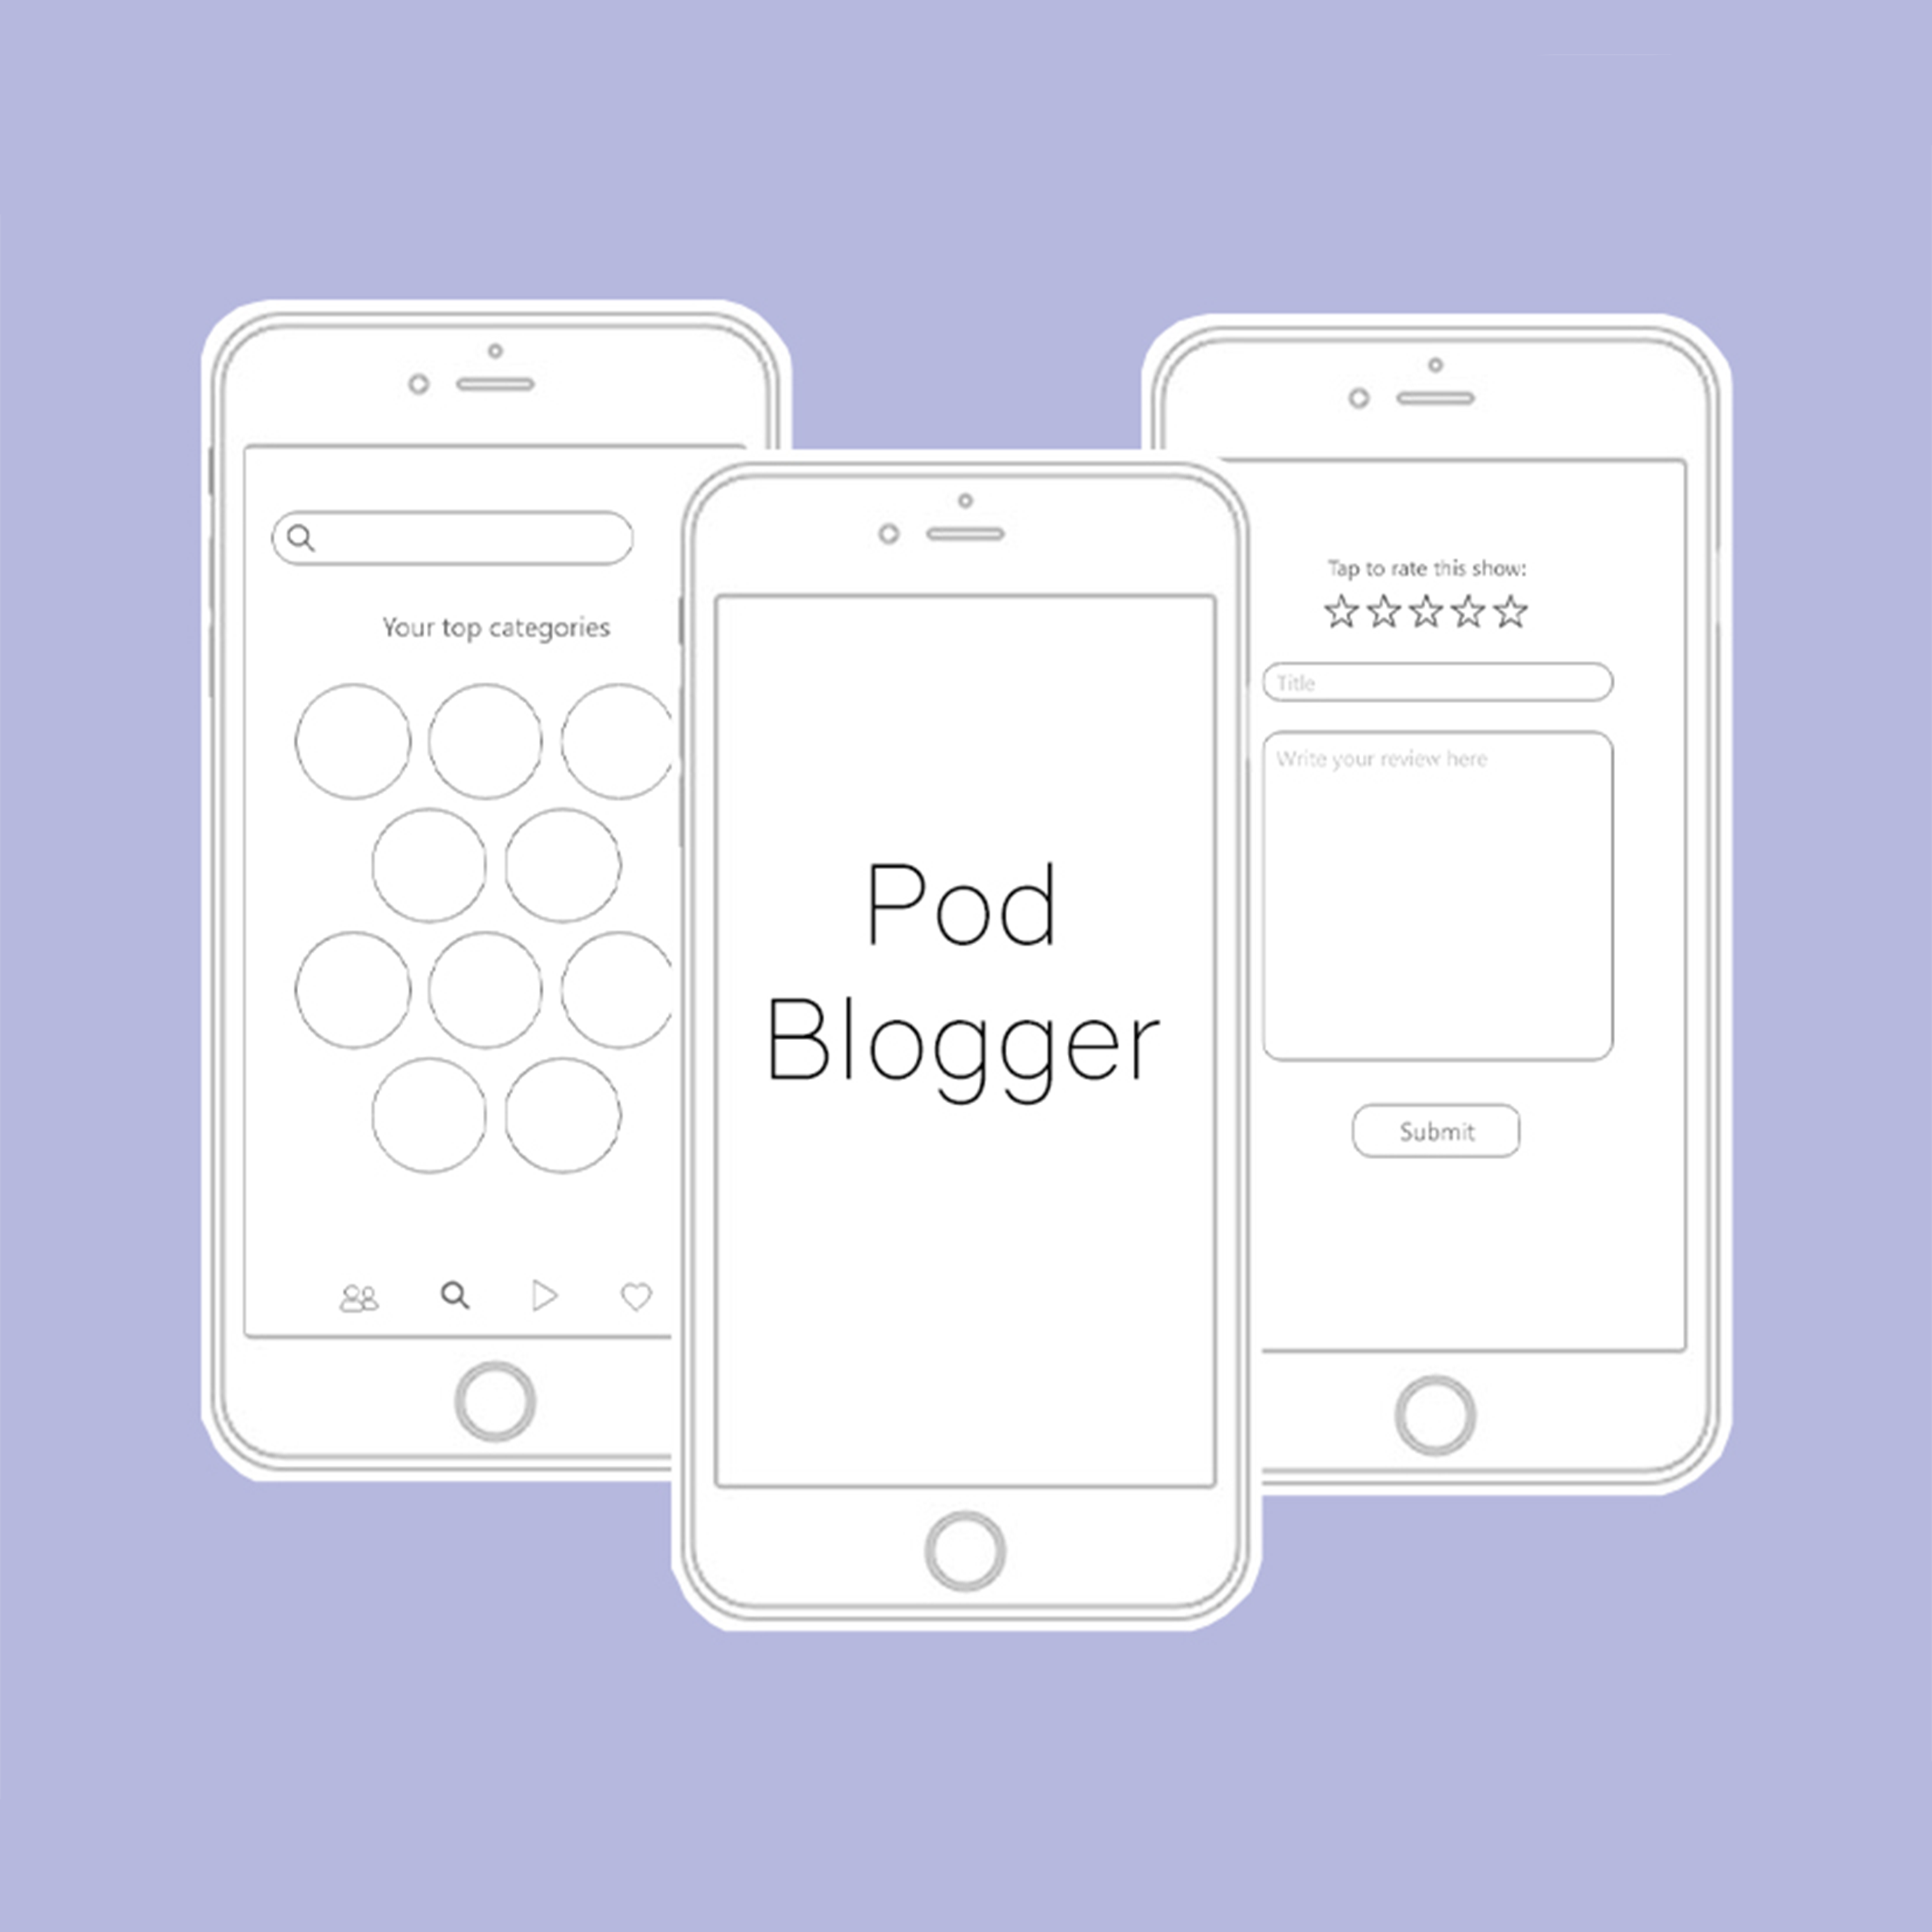 Your top categories
Pod
Blogger
Tap to rate this show:
Title
Write your review here
Submit